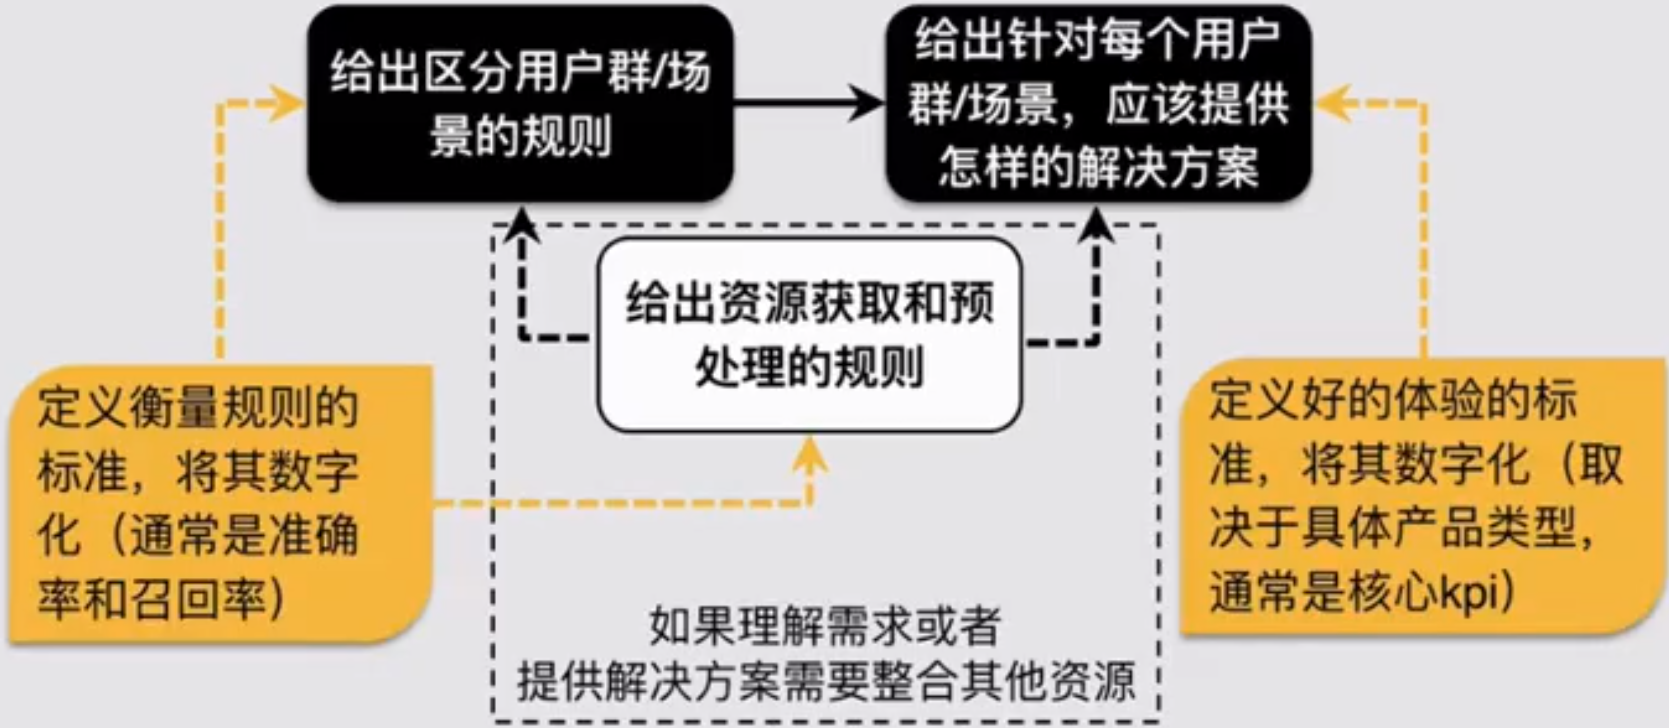 给出区分用户群/场
景的规则
给出针对每个用户
群/场景，应该提供
怎样的解决方案
给出资源获取和预
处理的规则
定义衡量规则的
标准，将其数字
化（通常是准确
率和召回率）
定义好的体验的标
准，将其数字化（取
决于具体产品类型，
通常是核心kpi）
如果理解需求或者
提供解决方案需要整合其他资源